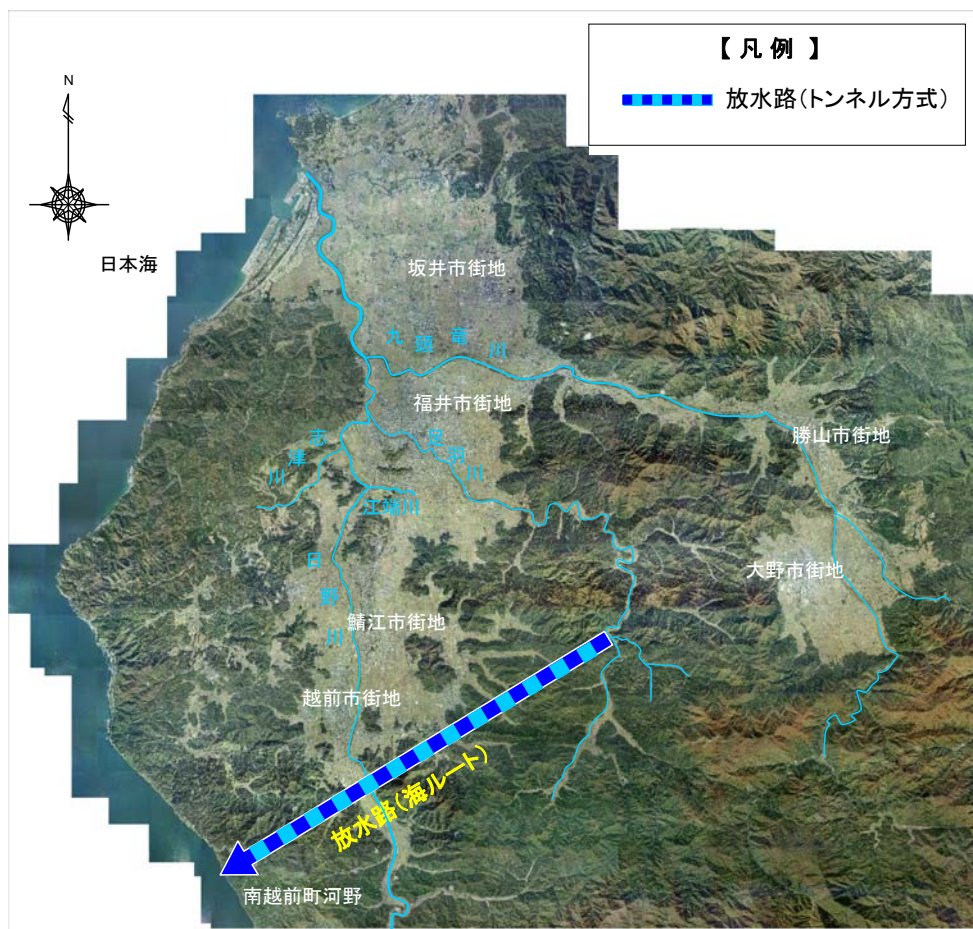 【 凡 例 】
放水路(トンネル方式)
N
日本海
坂井市街地
九頭竜川
福井市街地
足羽川
勝山市街地
志津川
江端川
大野市街地
日野川
鯖江市街地
越前市街地
放水路(海ルート)
南越前町河野